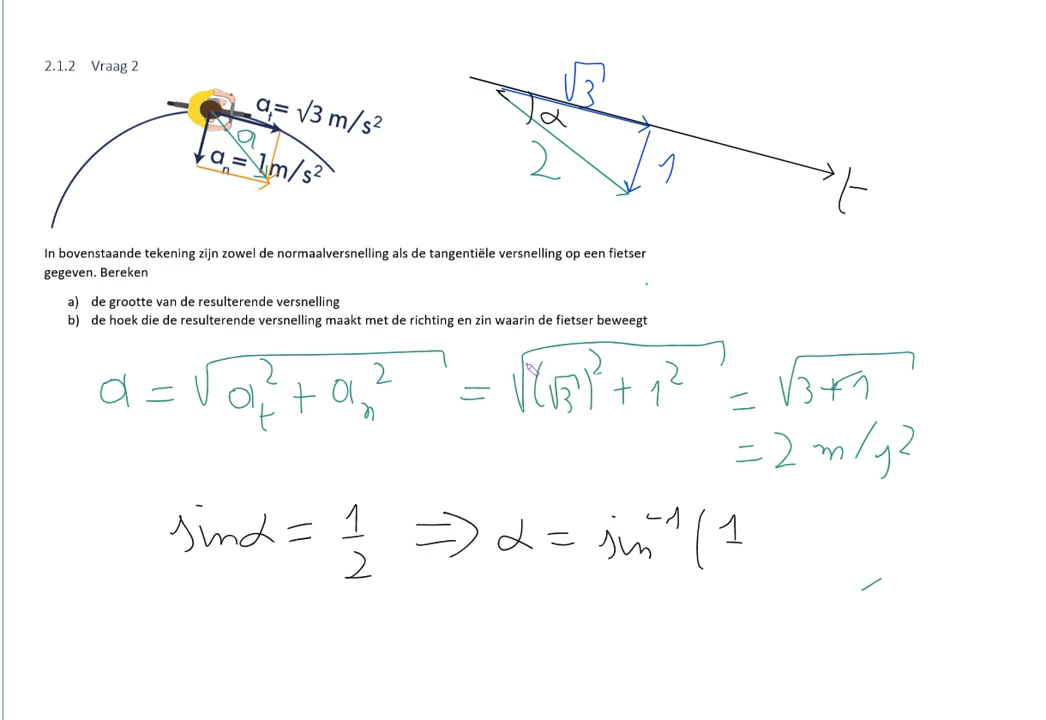 2.1.2 Vraag 2
a_t = √3 m/s²
a
a_n = 1 m/s²
√3
α
2
1
t
In bovenstaande tekening zijn zowel de normaalversnelling als de tangentiële versnelling op een fietser
gegeven. Bereken
a) de grootte van de resulterende versnelling
b) de hoek die de resulterende versnelling maakt met de richting en zin waarin de fietser beweegt
a = √(a_t² + a_n²) = √((√3)² + 1²) = √(3+1)
= 2 m/s²
sin α = 1/2 ⇒ α = sin⁻¹ ( 1